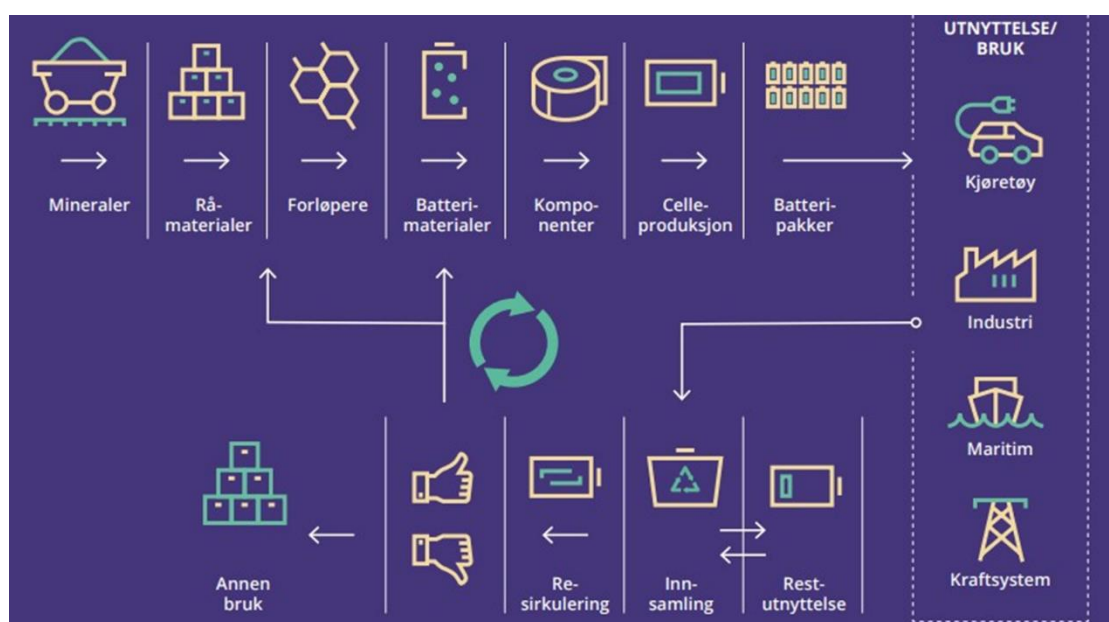 UTNYTTELSE/
BRUK
Mineraler
Rå-
materialer
Forløpere
Batteri-
materialer
Kompo-
nenter
Celle-
produksjon
Batteri-
pakker
Kjøretøy
Industri
Maritim
Kraftsystem
Annen
bruk
Re-
sirkulering
Inn-
samling
Rest-
utnyttelse